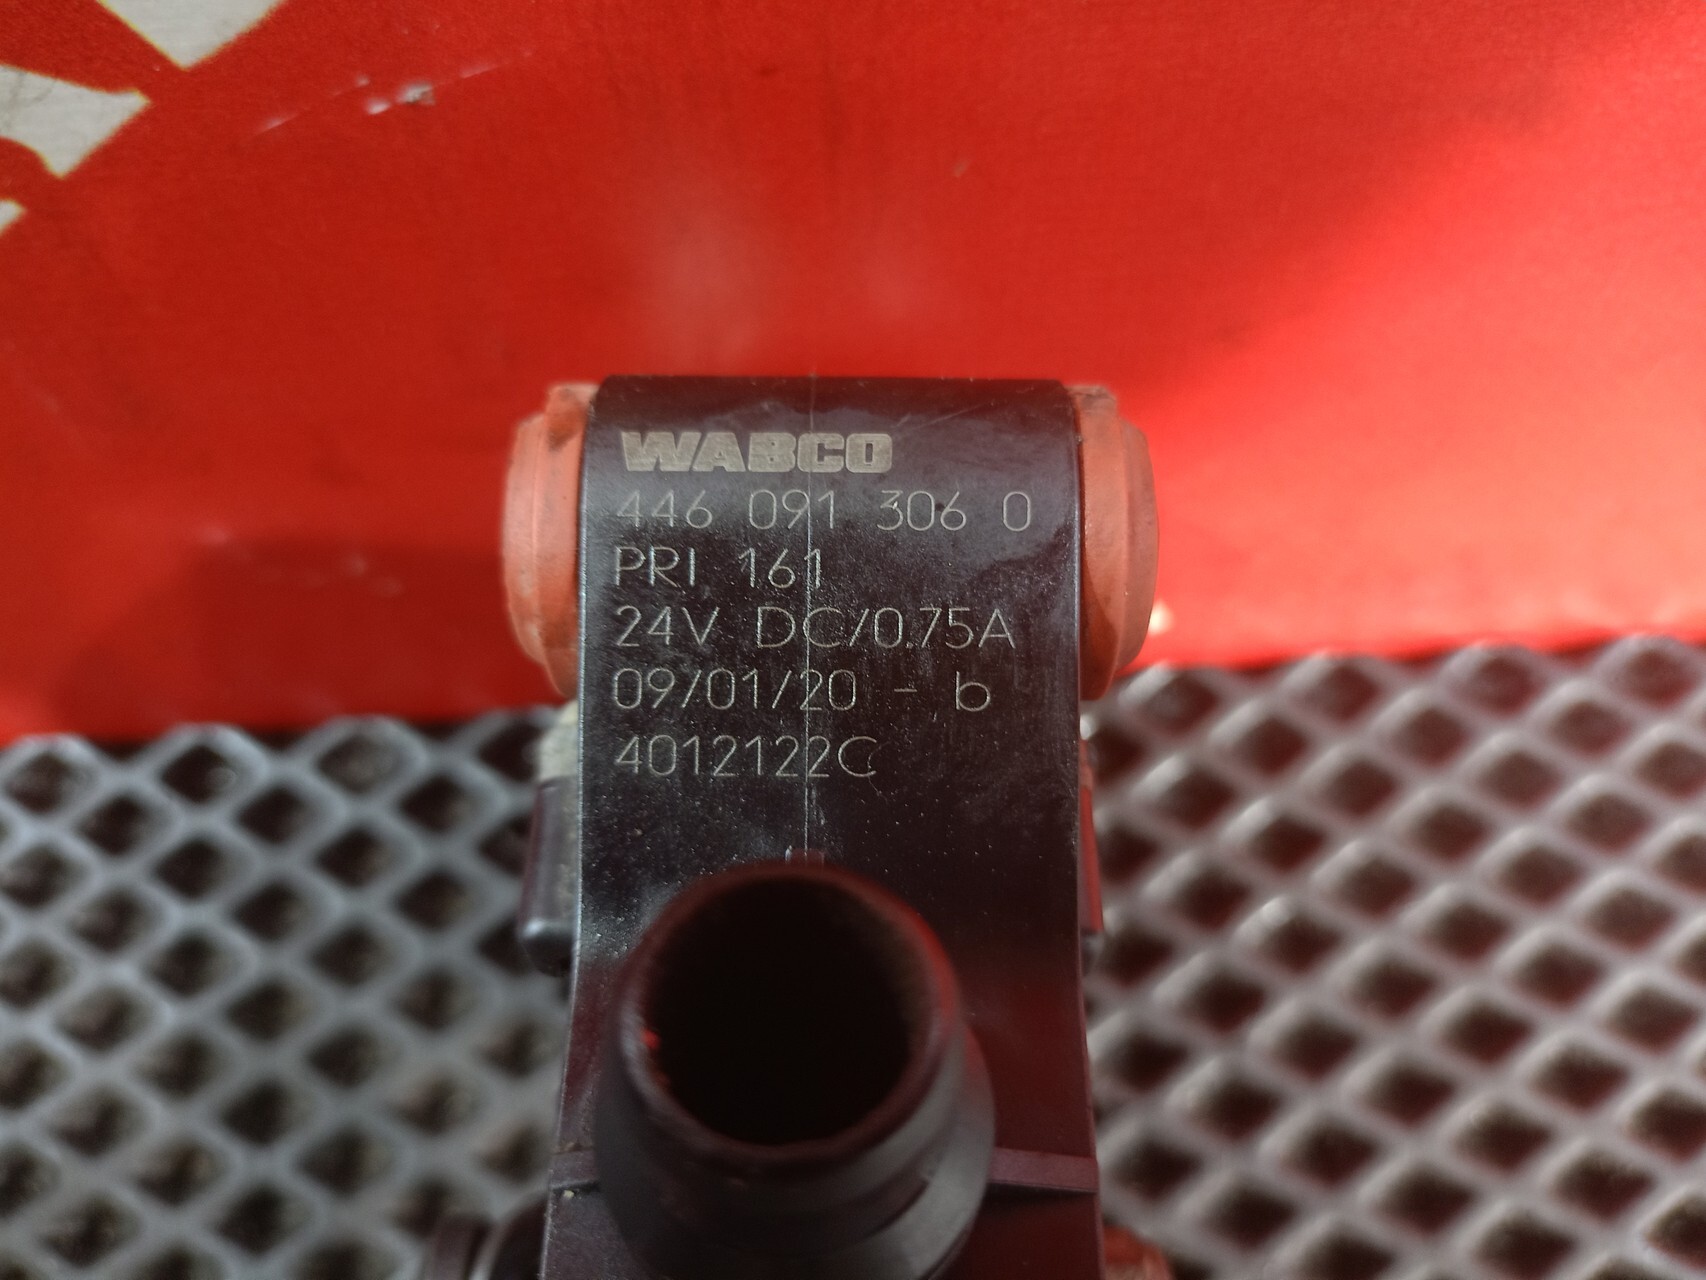 WABCO
446 091 306 0
PRI 161
24V DC/0.75A
09/01/20 - b
4012122C